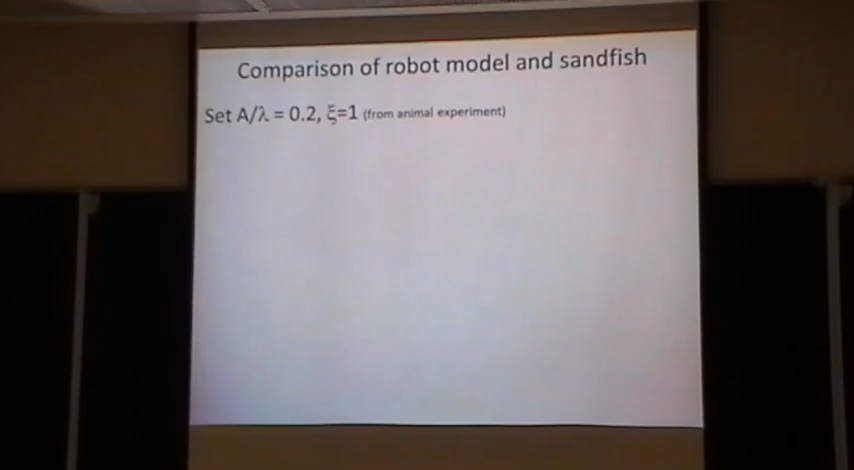 Comparison of robot model and sandfish
Set A/λ = 0.2, ξ=1 (from animal experiment)